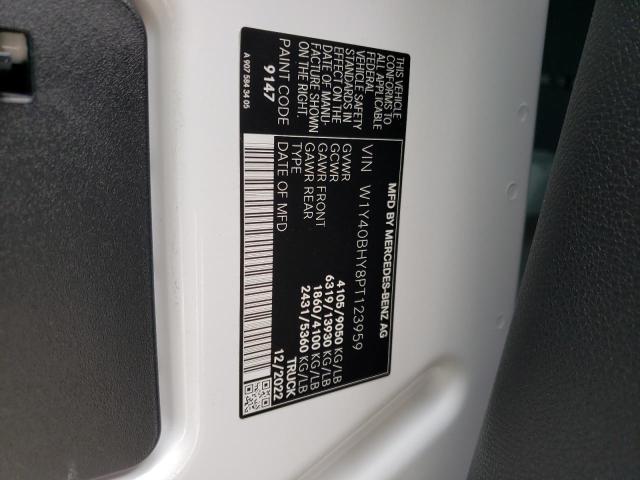 MFD BY MERCEDES-BENZ AG
VIN W1Y40BHY8PT123959
GVWR 4105/9050 KG/LB
GCWR 6319/13930 KG/LB
GAWR FRONT 1860/4100 KG/LB
GAWR REAR 2431/5360 KG/LB
TYPE TRUCK
DATE OF MFD 12/2022
THIS VEHICLE
CONFORMS TO
ALL APPLICABLE
FEDERAL
VEHICLE SAFETY
STANDARDS IN
EFFECT ON THE
DATE OF MANU-
FACTURE SHOWN
ON THE RIGHT.
PAINT CODE
9147
A 907 584 34 05